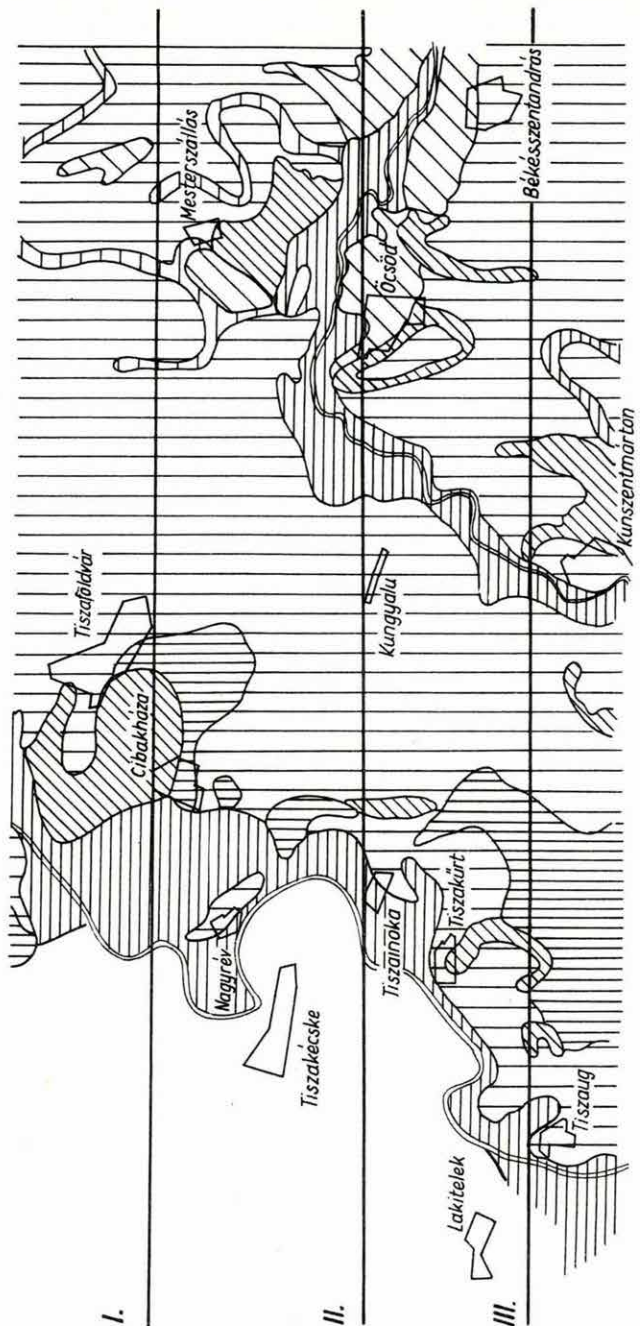 I.
II.
III.
Tiszaföldvár
Mesterszállás
Cibakháza
Nagyrév
Tiszakécske
Kungyalu
Öcsöd
Tiszainoka
Tiszakürt
Békésszentandrás
Lakitelek
Tiszaug
Kunszentmárton